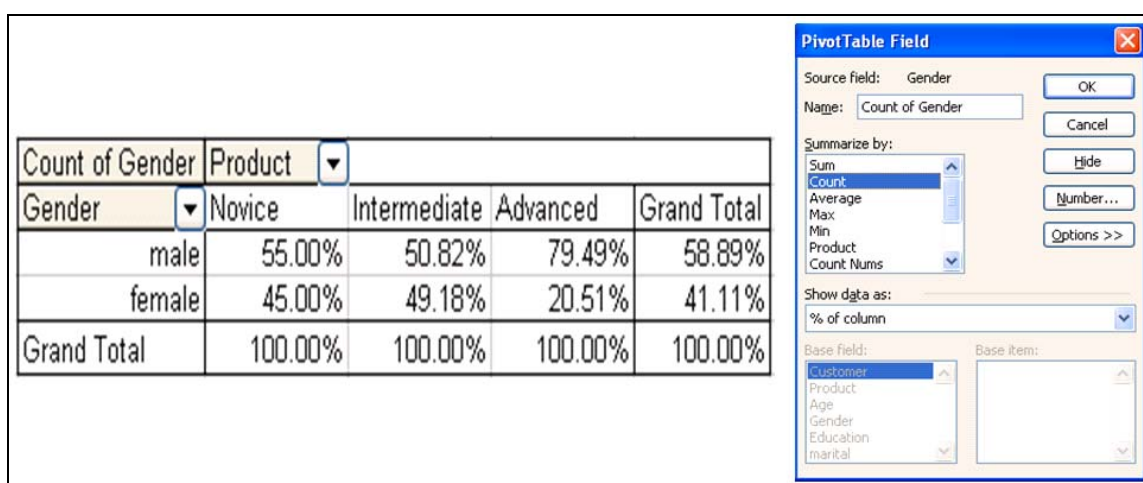 Count of Gender Product
Gender Novice Intermediate Advanced Grand Total
male 55.00% 50.82% 79.49% 58.89%
female 45.00% 49.18% 20.51% 41.11%
Grand Total 100.00% 100.00% 100.00% 100.00%
PivotTable Field
Source field: Gender
Name: Count of Gender
Summarize by:
Sum
Count
Average
Max
Min
Product
Count Nums
OK
Cancel
Hide
Number...
Options >>
Show data as:
% of column
Base field: Base item:
Customer
Product
Age
Gender
Education
marital